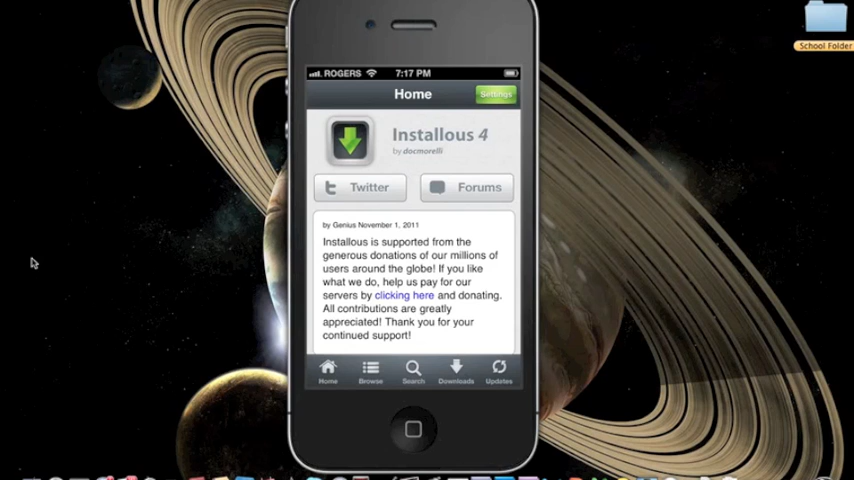 School Folder
ROGERS
7:17 PM
Home
Settings
Installous 4
by docmorelli
Twitter
Forums
by Genius November 1, 2011
Installous is supported from the
generous donations of our millions of
users around the globe! If you like
what we do, help us pay for our
servers by clicking here and donating.
All contributions are greatly
appreciated! Thank you for your
continued support!
Home Browse Search Downloads Updates